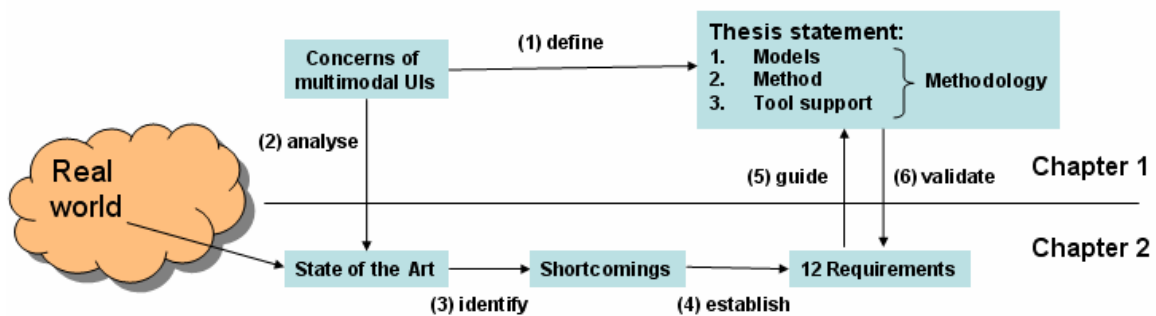 Thesis statement:
(1) define
Concerns of
multimodal UIs
1. Models
2. Method
3. Tool support
Methodology
(2) analyse
Real
world
(5) guide
(6) validate
Chapter 1
Chapter 2
State of the Art
Shortcomings
12 Requirements
(3) identify
(4) establish